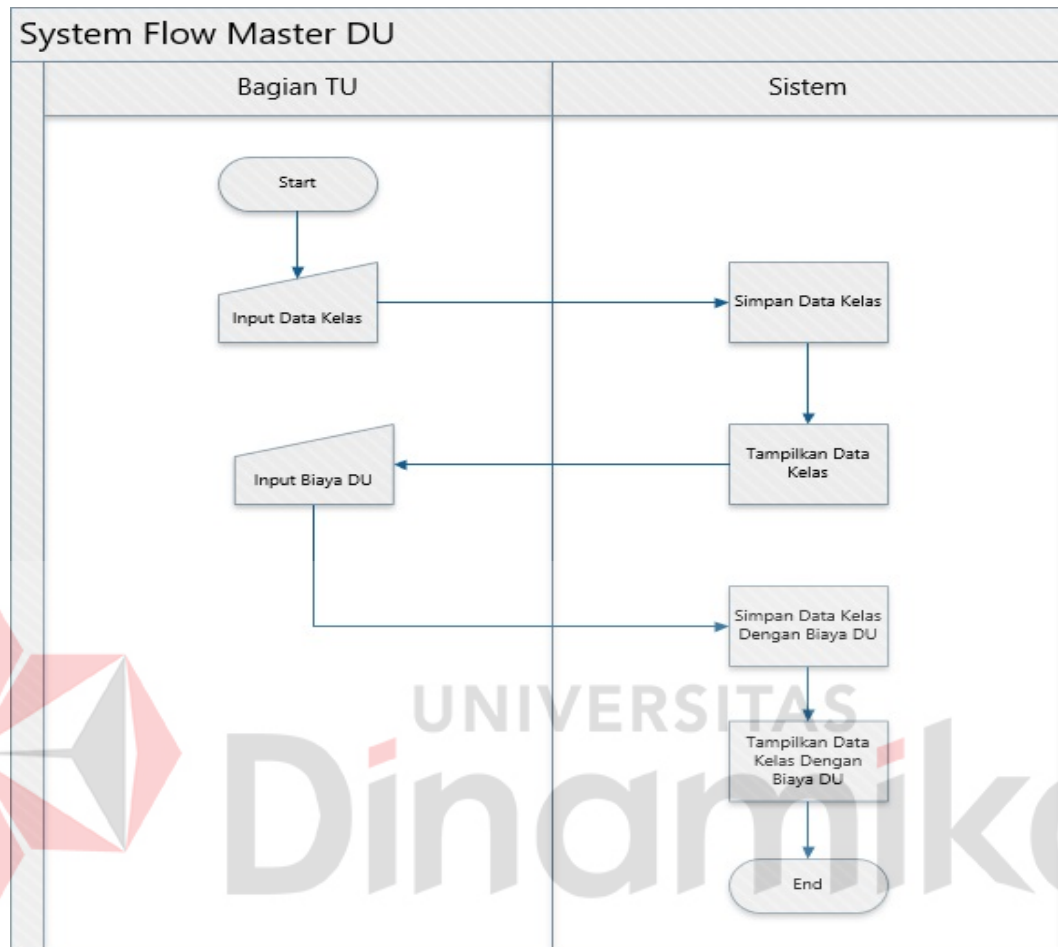 System Flow Master DU
Bagian TU
Sistem
Start
Input Data Kelas
Simpan Data Kelas
Tampilkan Data
Kelas
Input Biaya DU
Simpan Data Kelas
Dengan Biaya DU
Tampilkan Data
Kelas Dengan
Biaya DU
End
UNIVERSITAS
Dinamika